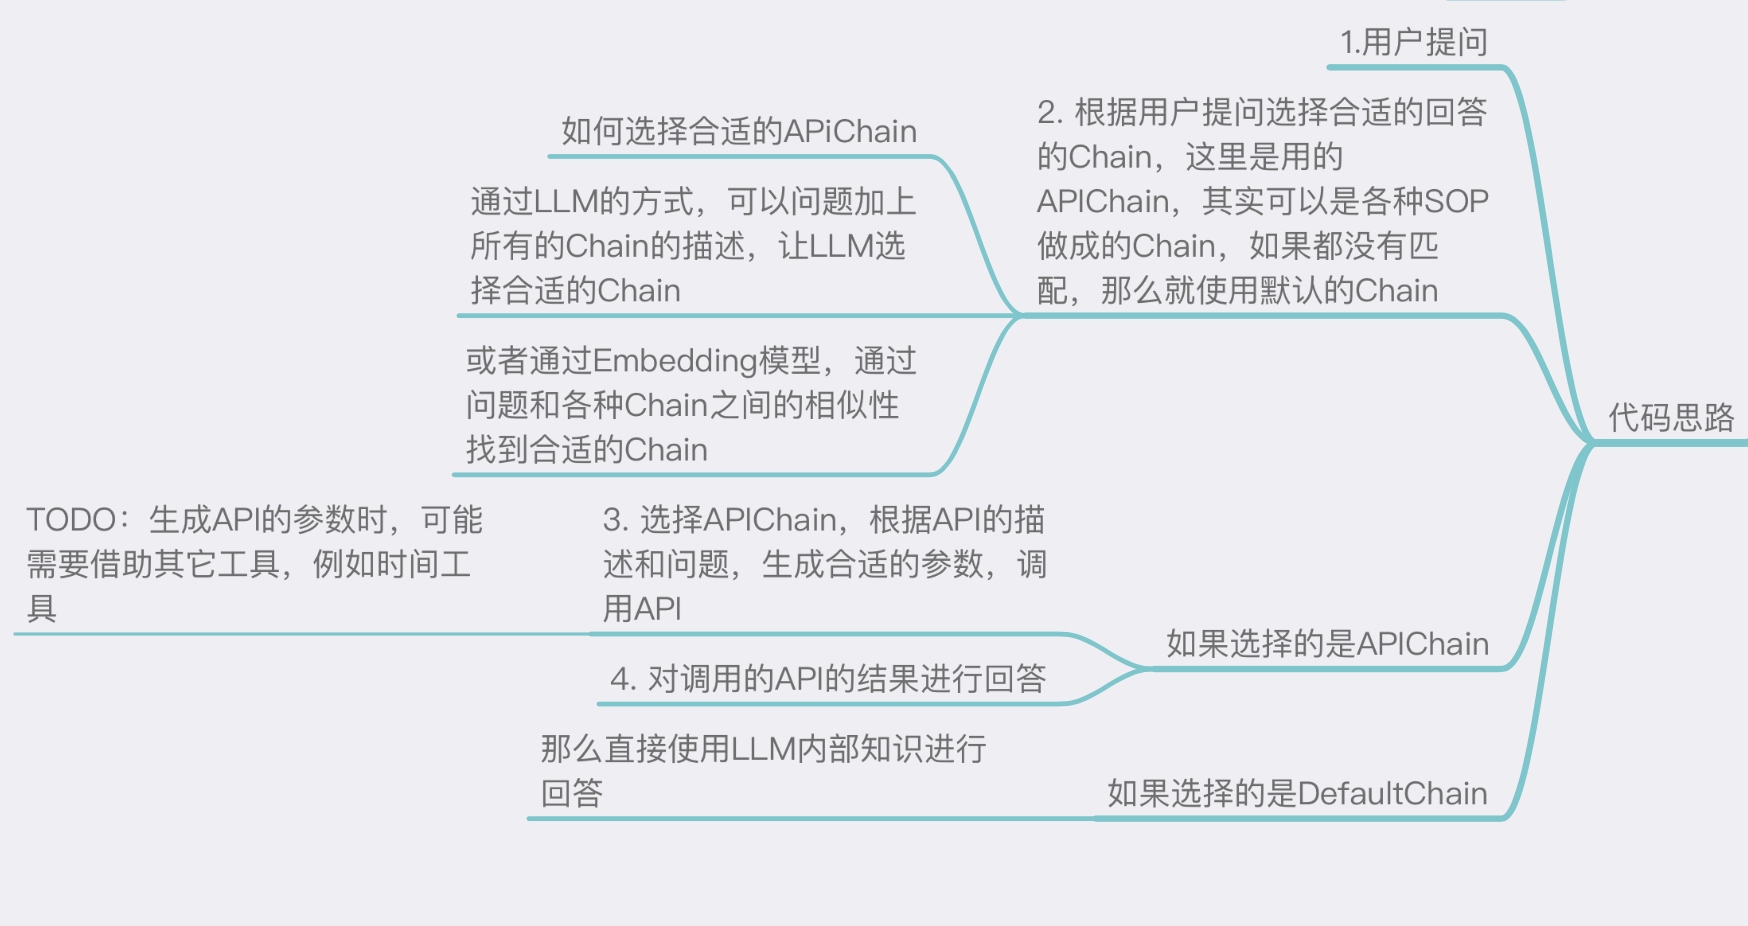 1.用户提问
2. 根据用户提问选择合适的回答
的Chain，这里是用的
APIChain，其实可以是各种SOP
做成的Chain，如果都没有匹
配，那么就使用默认的Chain
如何选择合适的APiChain
通过LLM的方式，可以问题加上
所有的Chain的描述，让LLM选
择合适的Chain
或者通过Embedding模型，通过
问题和各种Chain之间的相似性
找到合适的Chain
代码思路
如果选择的是APIChain
3. 选择APIChain，根据API的描
述和问题，生成合适的参数，调
用API
TODO：生成API的参数时，可能
需要借助其它工具，例如时间工
具
4. 对调用的API的结果进行回答
如果选择的是DefaultChain
那么直接使用LLM内部知识进行
回答